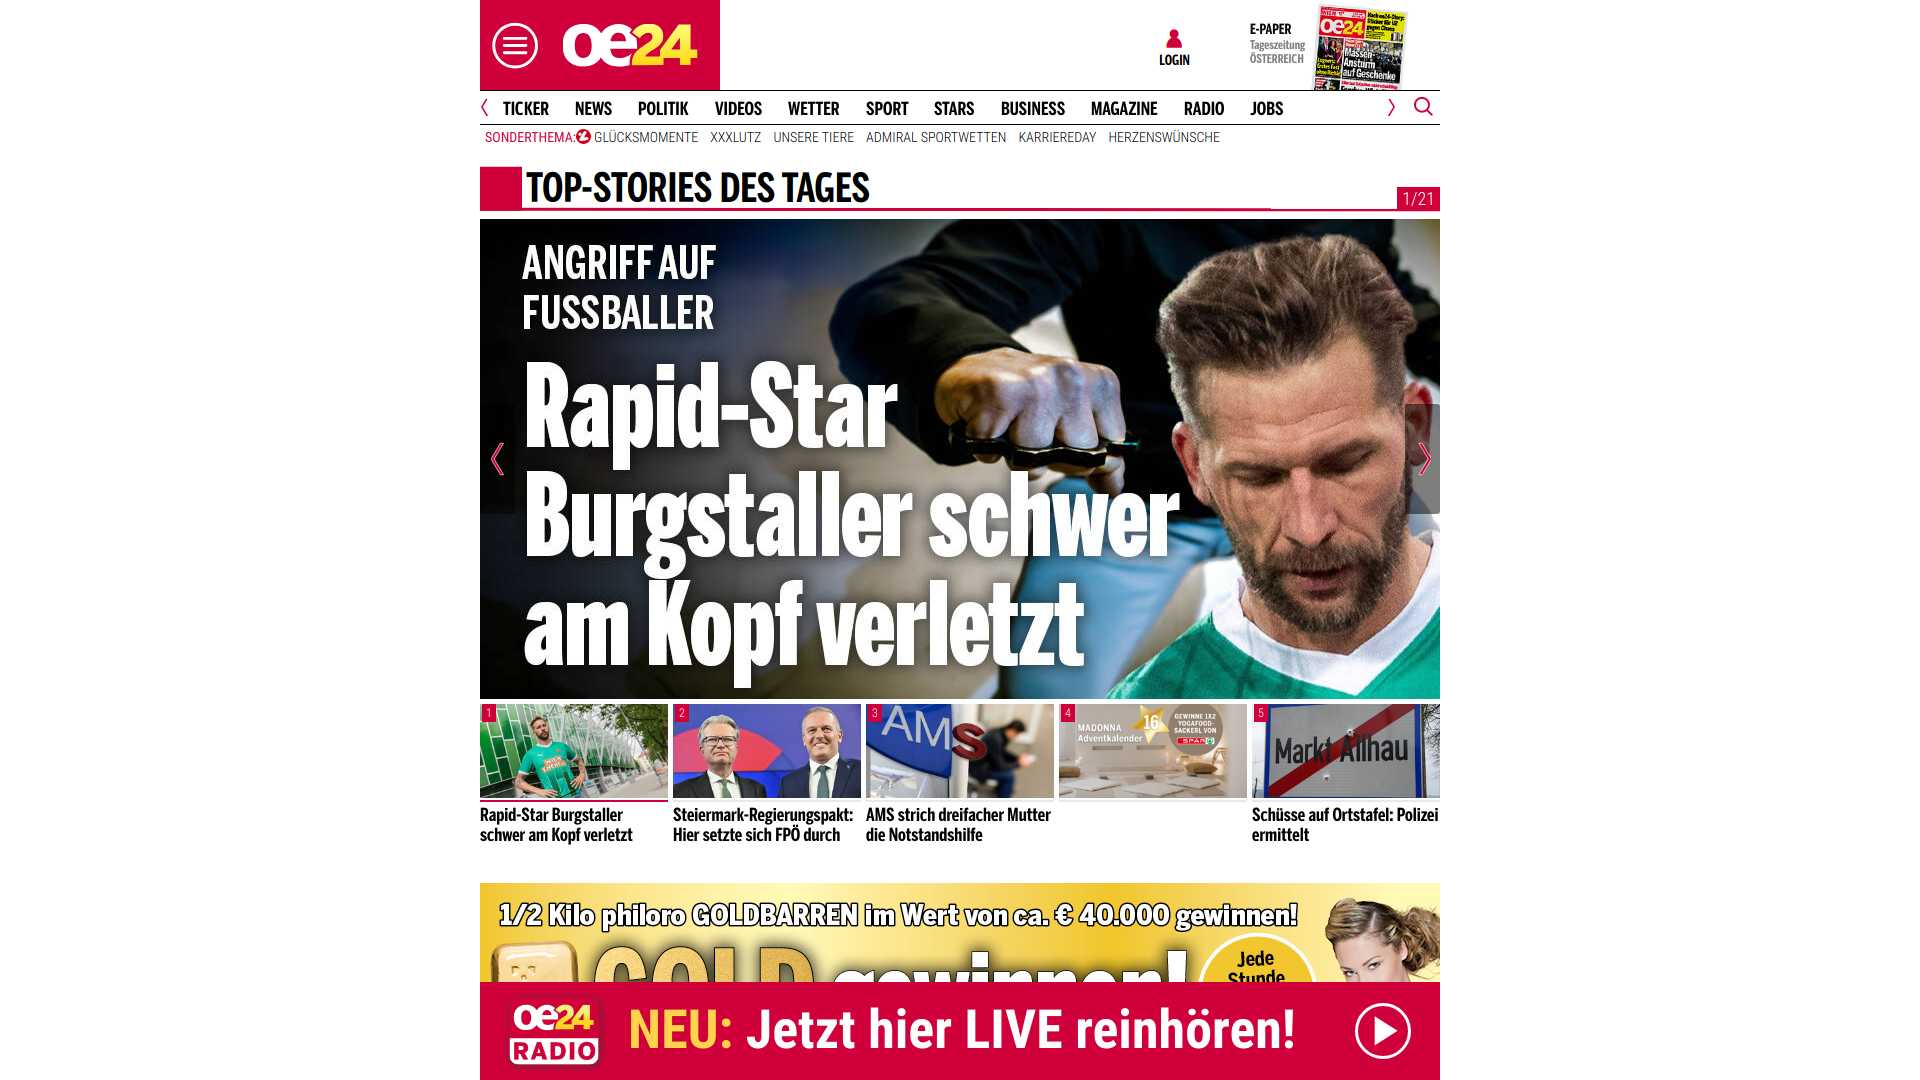 oe24
LOGIN
E-PAPER
Tageszeitung
ÖSTERREICH
oe24
Massen-
Ansturm
auf Geschenke
TICKER NEWS POLITIK VIDEOS WETTER SPORT STARS BUSINESS MAGAZINE RADIO JOBS
SONDERTHEMA: GLÜCKSMOMENTE XXXLUTZ UNSERE TIERE ADMIRAL SPORTWETTEN KARRIEREDAY HERZENSWÜNSCHE
TOP-STORIES DES TAGES
1/21
ANGRIFF AUF
FUSSBALLER
Rapid-Star
Burgstaller schwer
am Kopf verletzt
1
2
3
AMS
4
MADONNA
Adventkalender
16
GEWINNE 1X2
YOGAFOOD-
SACKERL VON
SPAR
5
Markt Allhau
Rapid-Star Burgstaller
schwer am Kopf verletzt
Steiermark-Regierungspakt:
Hier setzte sich FPÖ durch
AMS strich dreifacher Mutter
die Notstandshilfe
Schüsse auf Ortstafel: Polizei
ermittelt
1/2 Kilo philoro GOLDBARREN im Wert von ca. € 40.000 gewinnen!
GOLD gewinnen!
Jede
Stunde
oe24
RADIO
NEU: Jetzt hier LIVE reinhören!